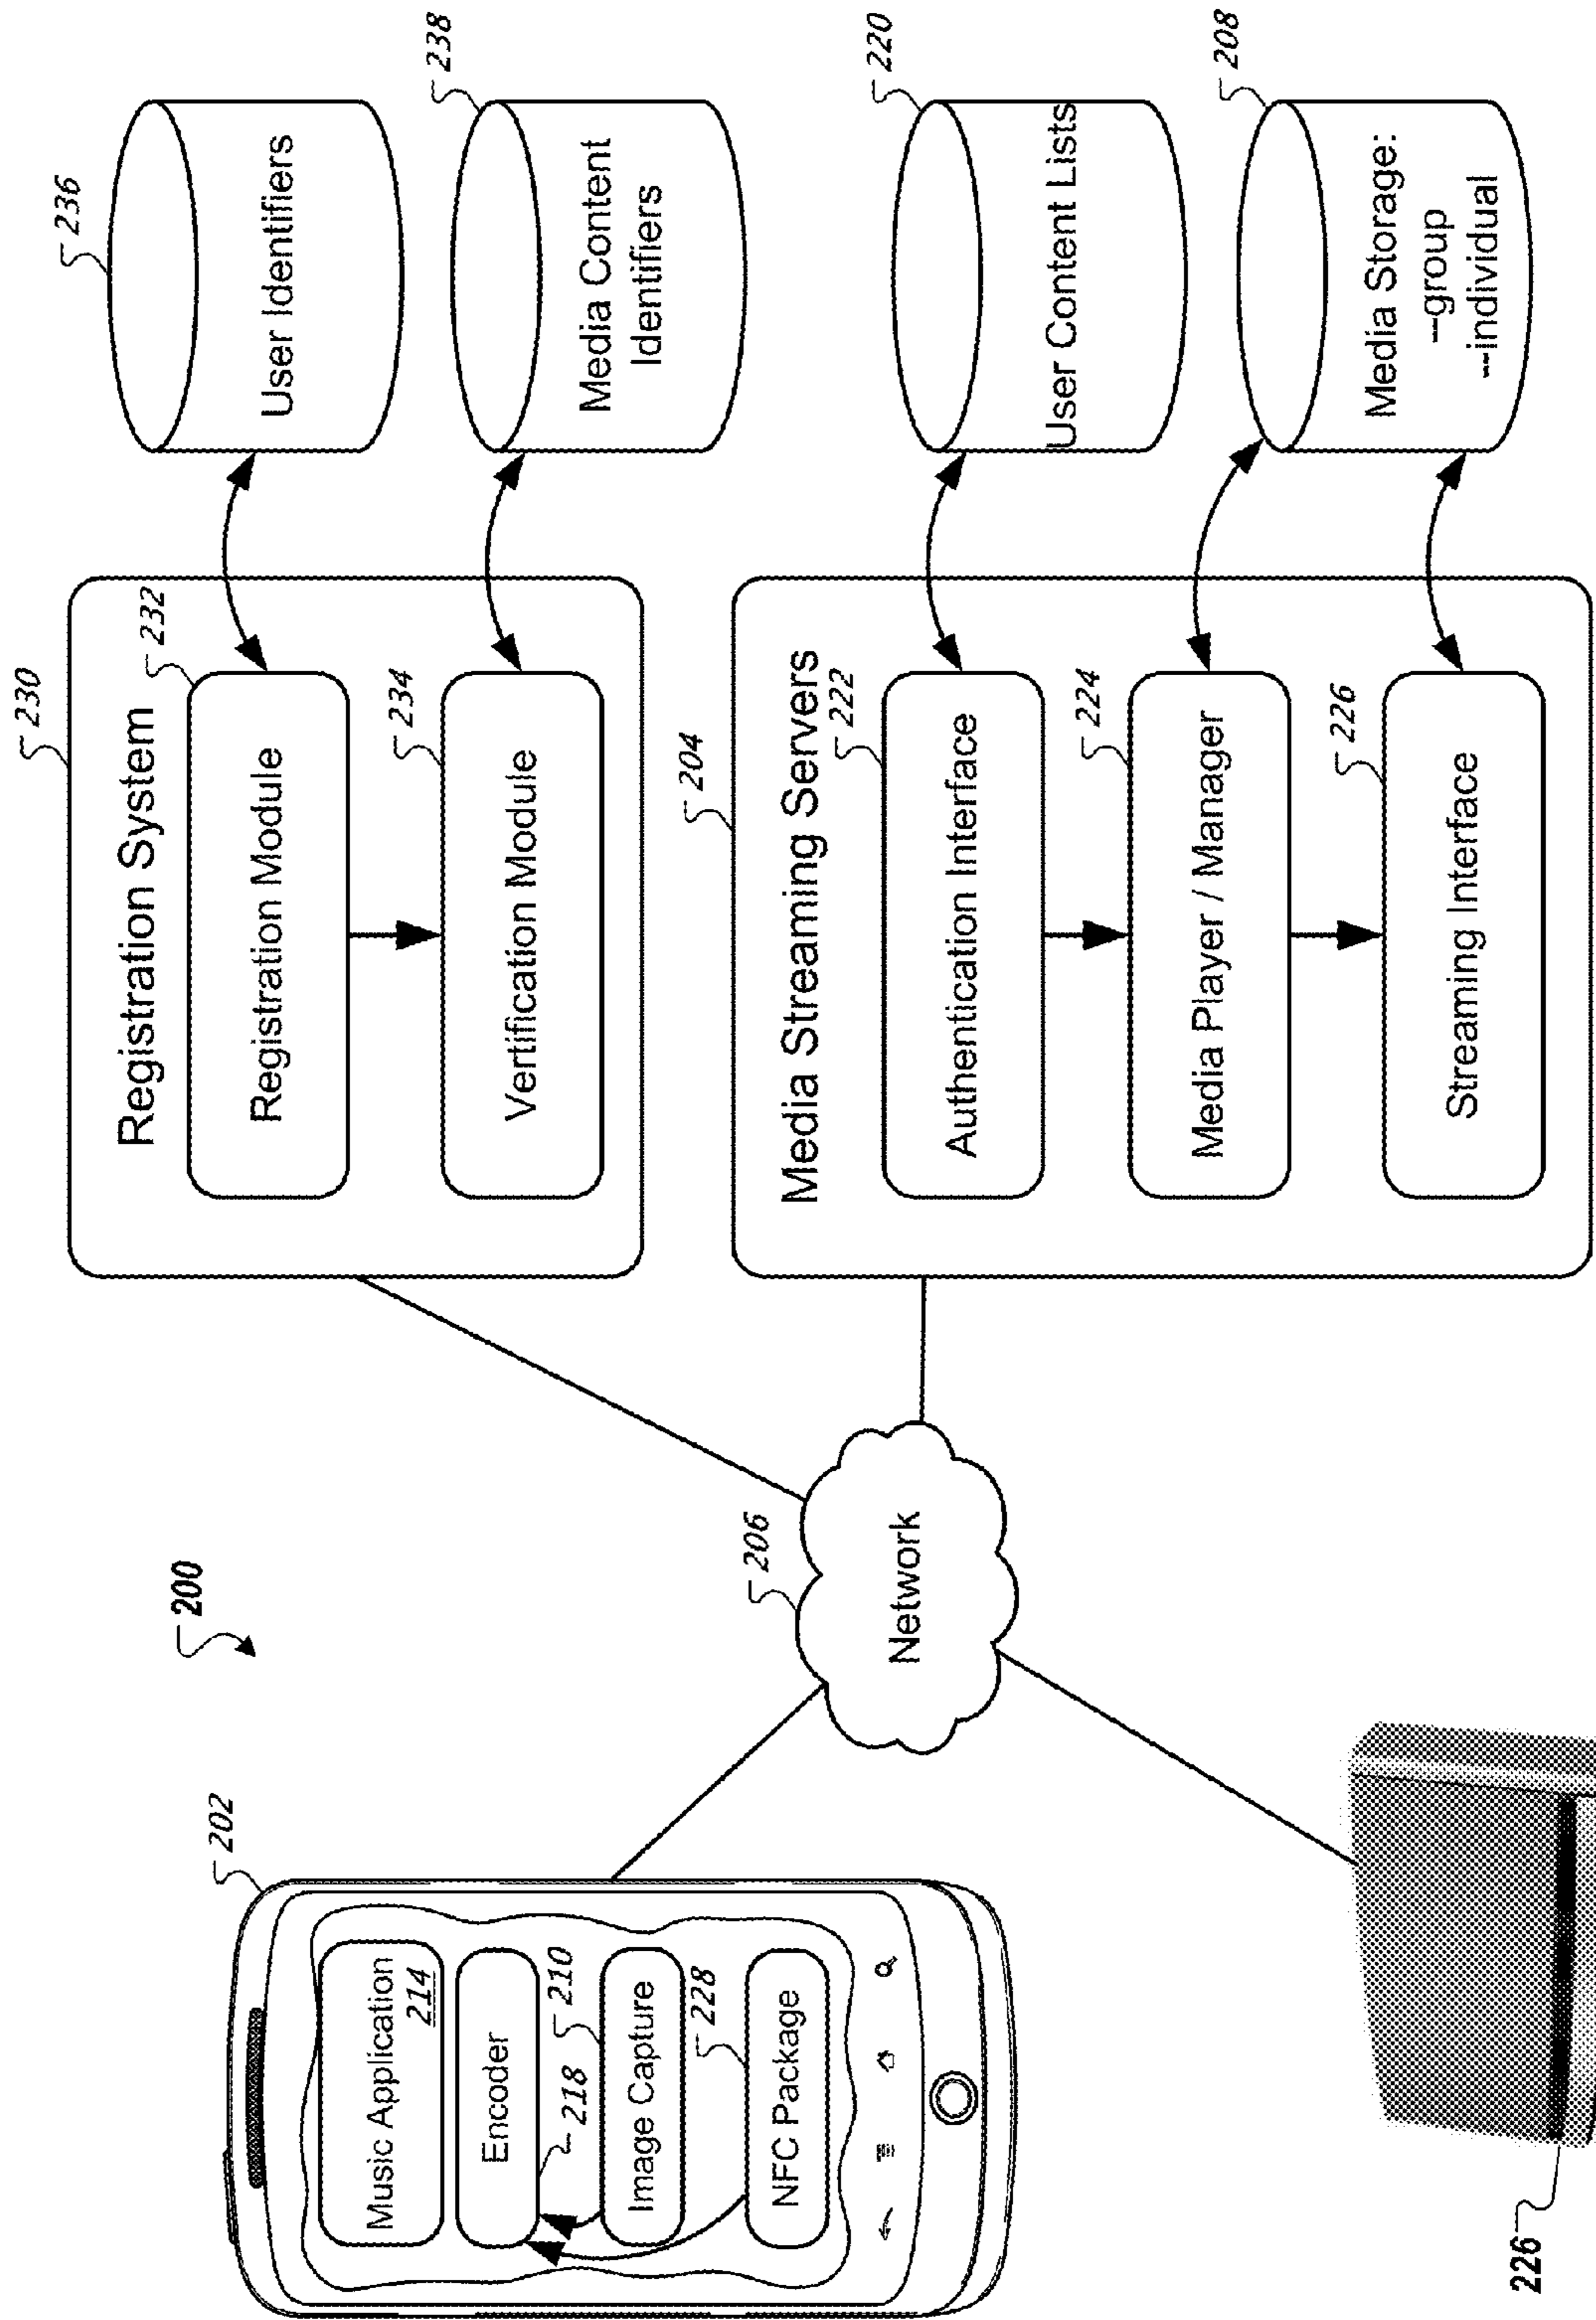 200
202
Music Application
214
Encoder
218
210
Image Capture
228
NFC Package
226
206
Network
230
Registration System
232
Registration Module
234
Vertification Module
204
Media Streaming Servers
222
Authentication Interface
224
Media Player / Manager
226
Streaming Interface
236
User Identifiers
238
Media Content
Identifiers
220
User Content Lists
208
Media Storage:
--group
--individual